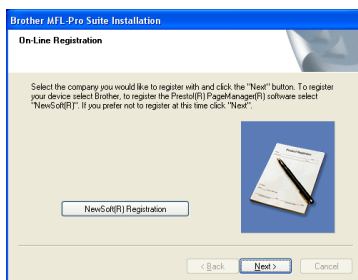 Brother MFL-Pro Suite Installation
On-Line Registration
Select the company you would like to register with and click the "Next" button. To register
your device select Brother, to register the Presto!(R) PageManager(R) software select
"NewSoft(R)". If you prefer not to register at this time click "Next".
NewSoft(R) Registration
< Back
Next >
Cancel